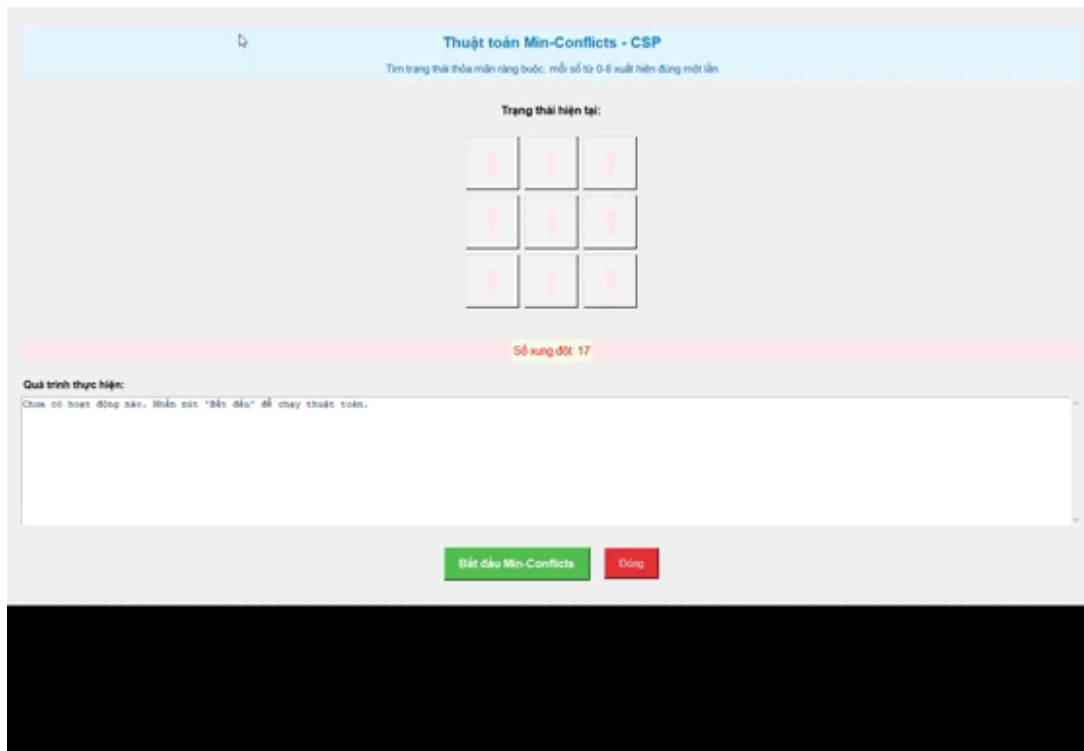 Thuật toán Min-Conflicts - CSP
Tìm trạng thái thỏa mãn ràng buộc: mỗi số từ 0-8 xuất hiện đúng một lần
Trạng thái hiện tại:
Số xung đột: 17
Quá trình thực hiện:
Chưa có hoạt động nào. Nhấn nút "Bắt đầu" để chạy thuật toán.
Bắt đầu Min-Conflicts
Đóng